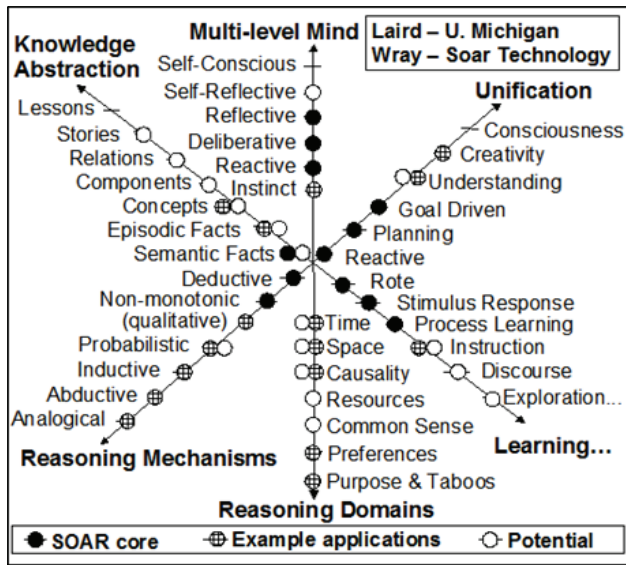 Multi-level Mind
Laird – U. Michigan
Wray – Soar Technology
Knowledge
Abstraction
Self-Conscious
Self-Reflective
Reflective
Deliberative
Reactive
Instinct
Unification
Consciousness
Creativity
Understanding
Goal Driven
Planning
Reactive
Lessons
Stories
Relations
Components
Concepts
Episodic Facts
Semantic Facts
Deductive
Non-monotonic
(qualitative)
Probabilistic
Inductive
Abductive
Analogical
Reasoning Mechanisms
Rote
Stimulus Response
Process Learning
Instruction
Discourse
Exploration...
Learning...
Time
Space
Causality
Resources
Common Sense
Preferences
Purpose & Taboos
Reasoning Domains
SOAR core
Example applications
Potential